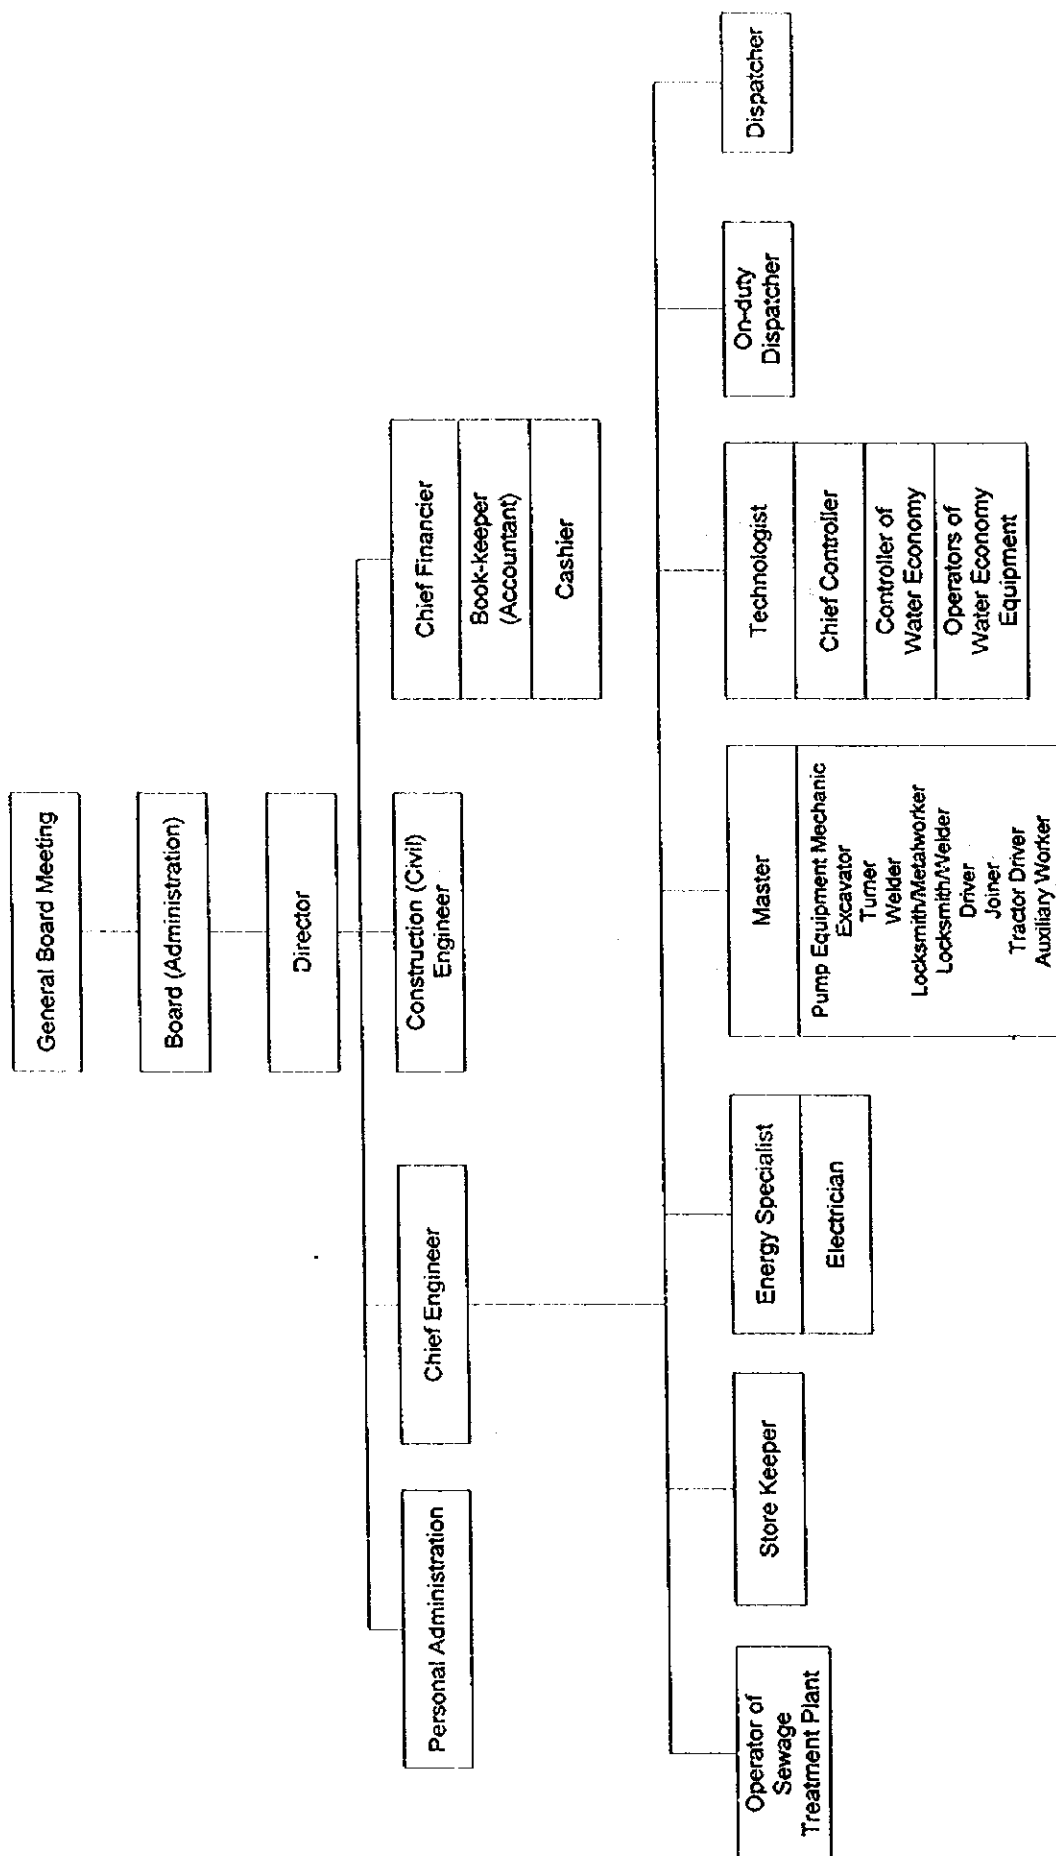 General Board Meeting
Board (Administration)
Director
Personal Administration
Chief Engineer
Construction (Civil)
Engineer
Chief Financier
Book-keeper
(Accountant)
Cashier
Operator of
Sewage
Treatment Plant
Store Keeper
Energy Specialist
Electrician
Master
Pump Equipment Mechanic
Excavator
Turner
Welder
Locksmith/Metalworker
Locksmith/Welder
Driver
Joiner
Tractor Driver
Auxiliary Worker
Technologist
Chief Controller
Controller of
Water Economy
Operators of
Water Economy
Equipment
On-duty
Dispatcher
Dispatcher